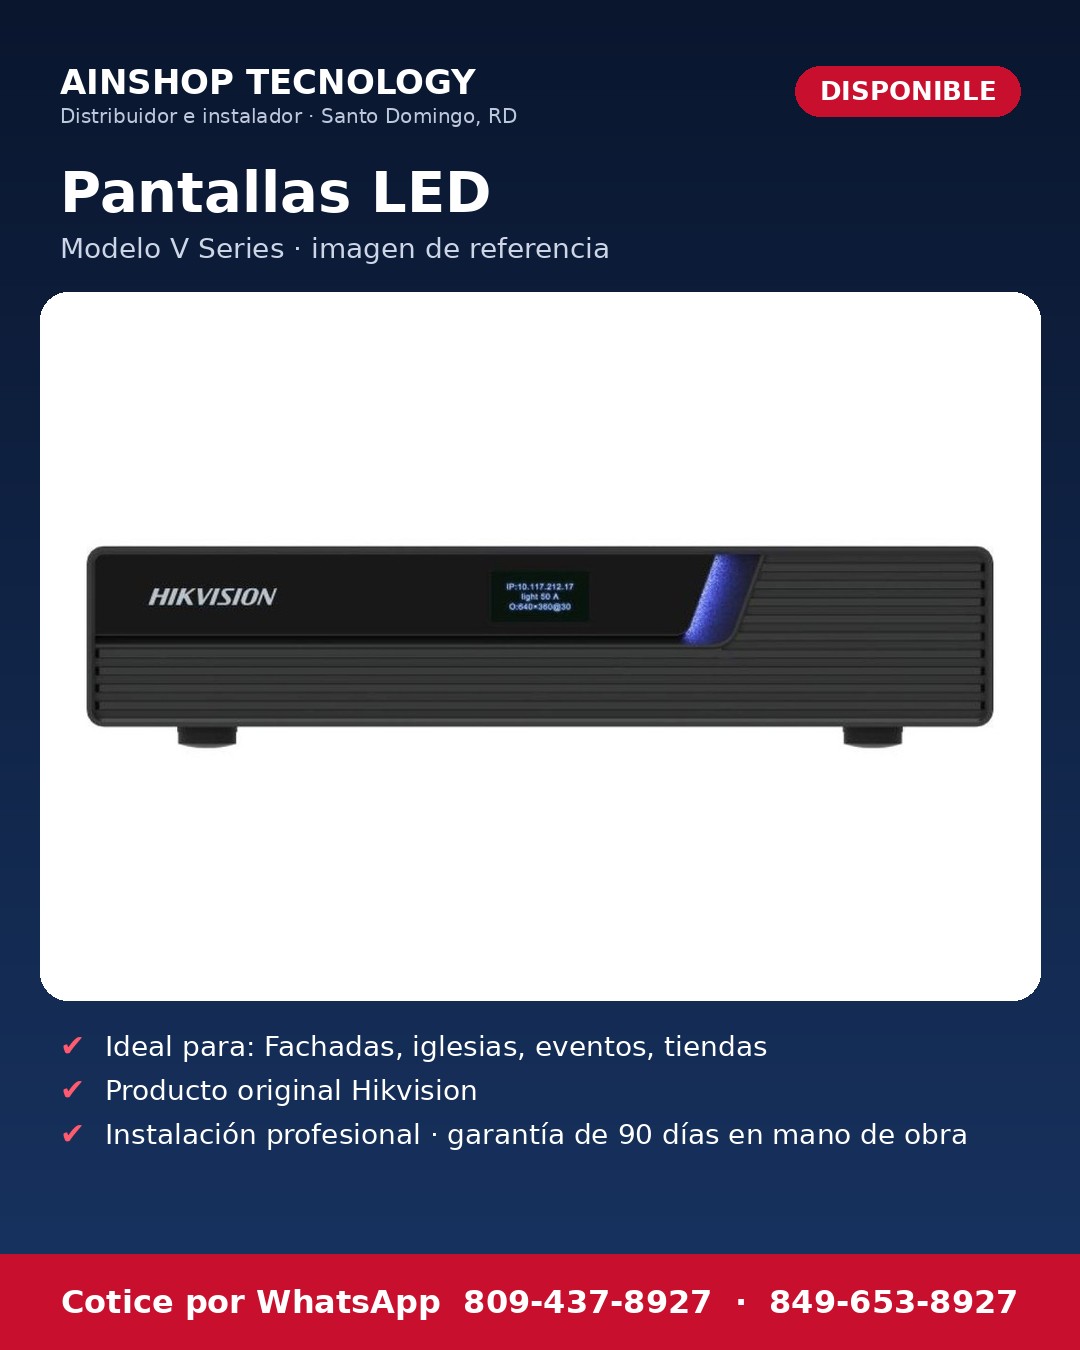 AINSHOP TECNOLOGY
Distribuidor e instalador · Santo Domingo, RD
DISPONIBLE
Pantallas LED
Modelo V Series · imagen de referencia
HIKVISION
IP:10.117.212.17
light 50 A
O:640×360@30
✔ Ideal para: Fachadas, iglesias, eventos, tiendas
✔ Producto original Hikvision
✔ Instalación profesional · garantía de 90 días en mano de obra
Cotice por WhatsApp 809-437-8927 · 849-653-8927